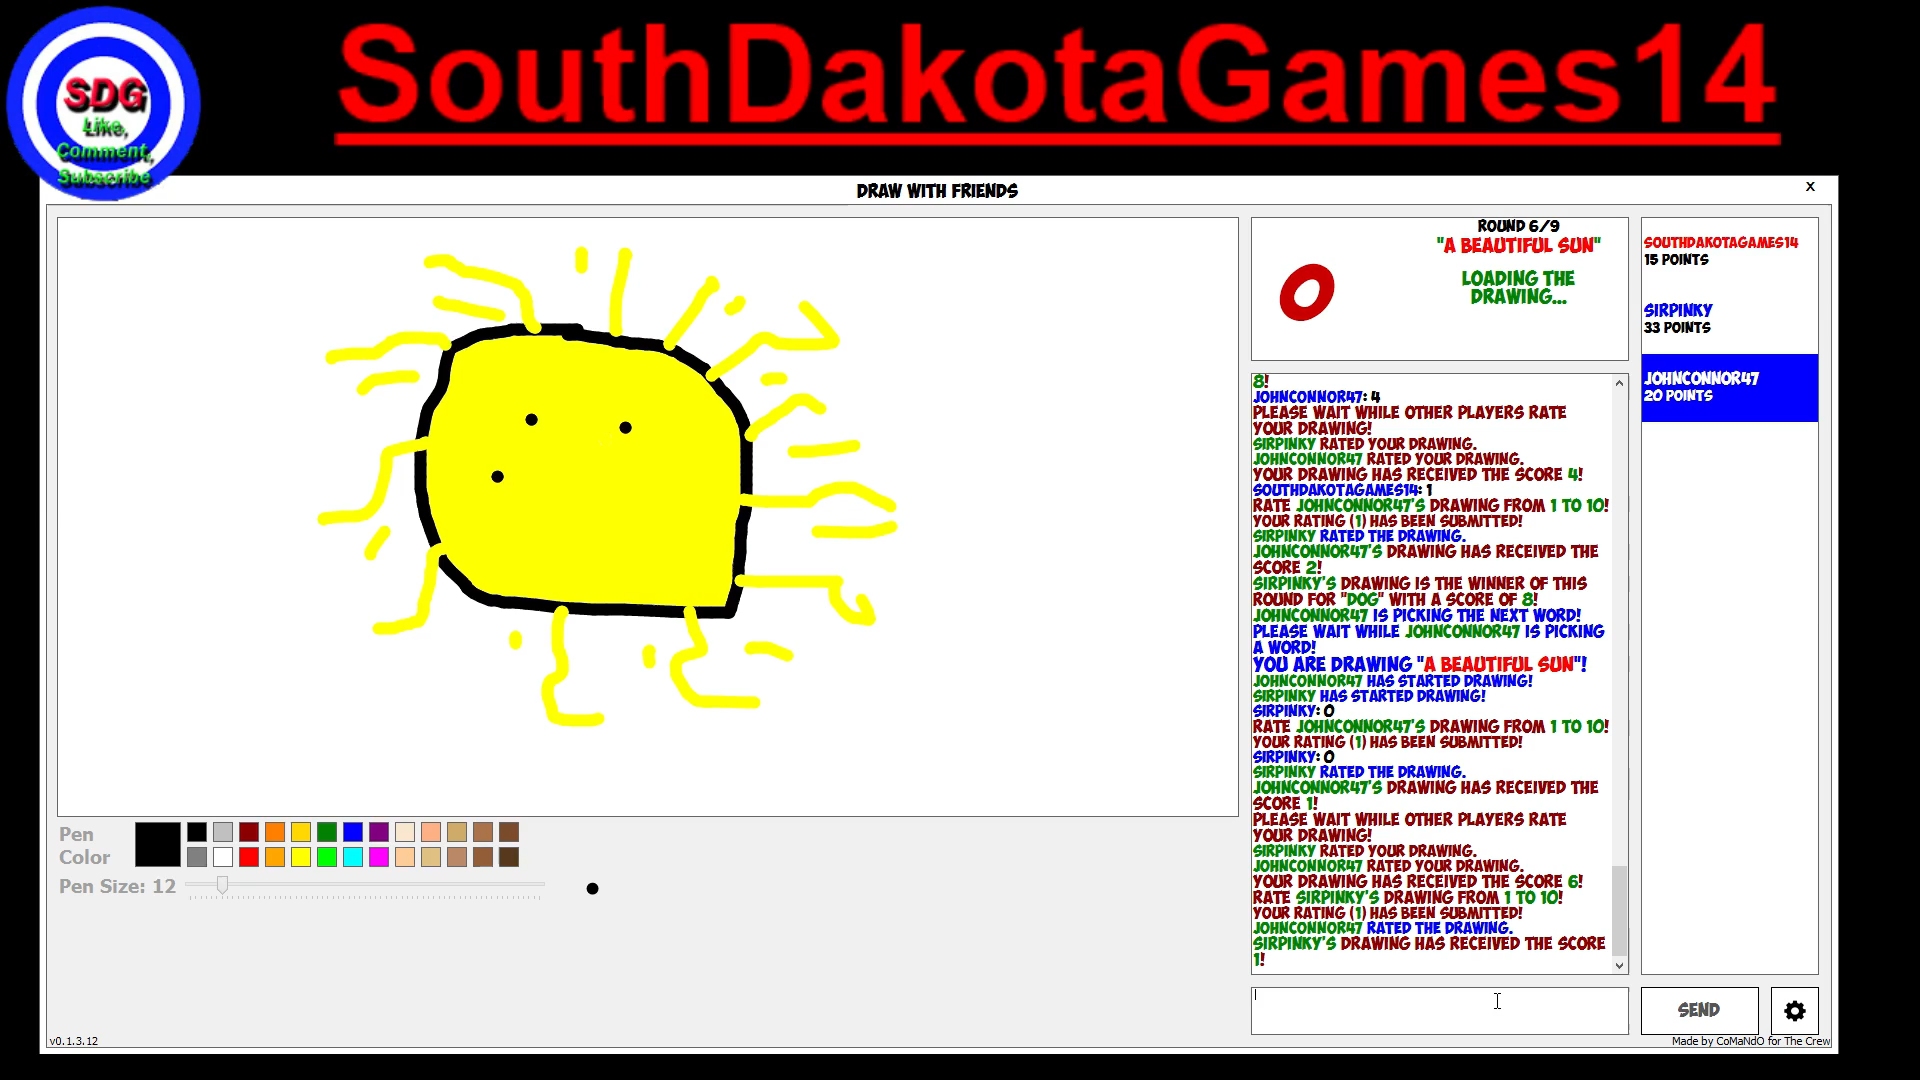 SouthDakotaGames14
SDG
Like,
Comment,
Subscribe
DRAW WITH FRIENDS
X
ROUND 6/9
"A BEAUTIFUL SUN"
LOADING THE
DRAWING...
SOUTHDAKOTAGAMES14
15 POINTS
SIRPINKY
33 POINTS
JOHNCONNOR47
20 POINTS
8!
JOHNCONNOR47: 4
PLEASE WAIT WHILE OTHER PLAYERS RATE
YOUR DRAWING!
SIRPINKY RATED YOUR DRAWING.
JOHNCONNOR47 RATED YOUR DRAWING.
YOUR DRAWING HAS RECEIVED THE SCORE 4!
SOUTHDAKOTAGAMES14: 1
RATE JOHNCONNOR47'S DRAWING FROM 1 TO 10!
YOUR RATING (1) HAS BEEN SUBMITTED!
SIRPINKY RATED THE DRAWING.
JOHNCONNOR47'S DRAWING HAS RECEIVED THE
SCORE 2!
SIRPINKY'S DRAWING IS THE WINNER OF THIS
ROUND FOR "DOG" WITH A SCORE OF 8!
JOHNCONNOR47 IS PICKING THE NEXT WORD!
PLEASE WAIT WHILE JOHNCONNOR47 IS PICKING
A WORD!
YOU ARE DRAWING "A BEAUTIFUL SUN"!
JOHNCONNOR47 HAS STARTED DRAWING!
SIRPINKY HAS STARTED DRAWING!
SIRPINKY: 0
RATE JOHNCONNOR47'S DRAWING FROM 1 TO 10!
YOUR RATING (1) HAS BEEN SUBMITTED!
SIRPINKY: 0
SIRPINKY RATED THE DRAWING.
JOHNCONNOR47'S DRAWING HAS RECEIVED THE
SCORE 1!
PLEASE WAIT WHILE OTHER PLAYERS RATE
YOUR DRAWING!
SIRPINKY RATED YOUR DRAWING.
JOHNCONNOR47 RATED YOUR DRAWING.
YOUR DRAWING HAS RECEIVED THE SCORE 6!
RATE SIRPINKY'S DRAWING FROM 1 TO 10!
YOUR RATING (1) HAS BEEN SUBMITTED!
JOHNCONNOR47 RATED THE DRAWING.
SIRPINKY'S DRAWING HAS RECEIVED THE SCORE
1!
Pen
Color
Pen Size: 12
SEND
v0.1.3.12
Made by CoMaNdO for The Crew